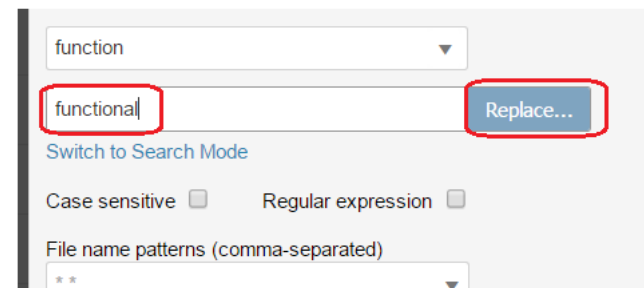 function
functional
Replace...
Switch to Search Mode
Case sensitive Regular expression
File name patterns (comma-separated)
* *